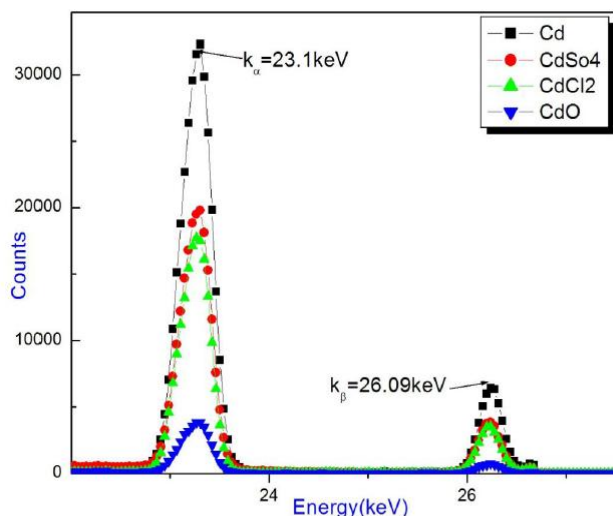 Cd
CdSo4
CdCl2
CdO
kα=23.1keV
kβ=26.09keV
30000
20000
10000
0
Counts
24
26
Energy(keV)